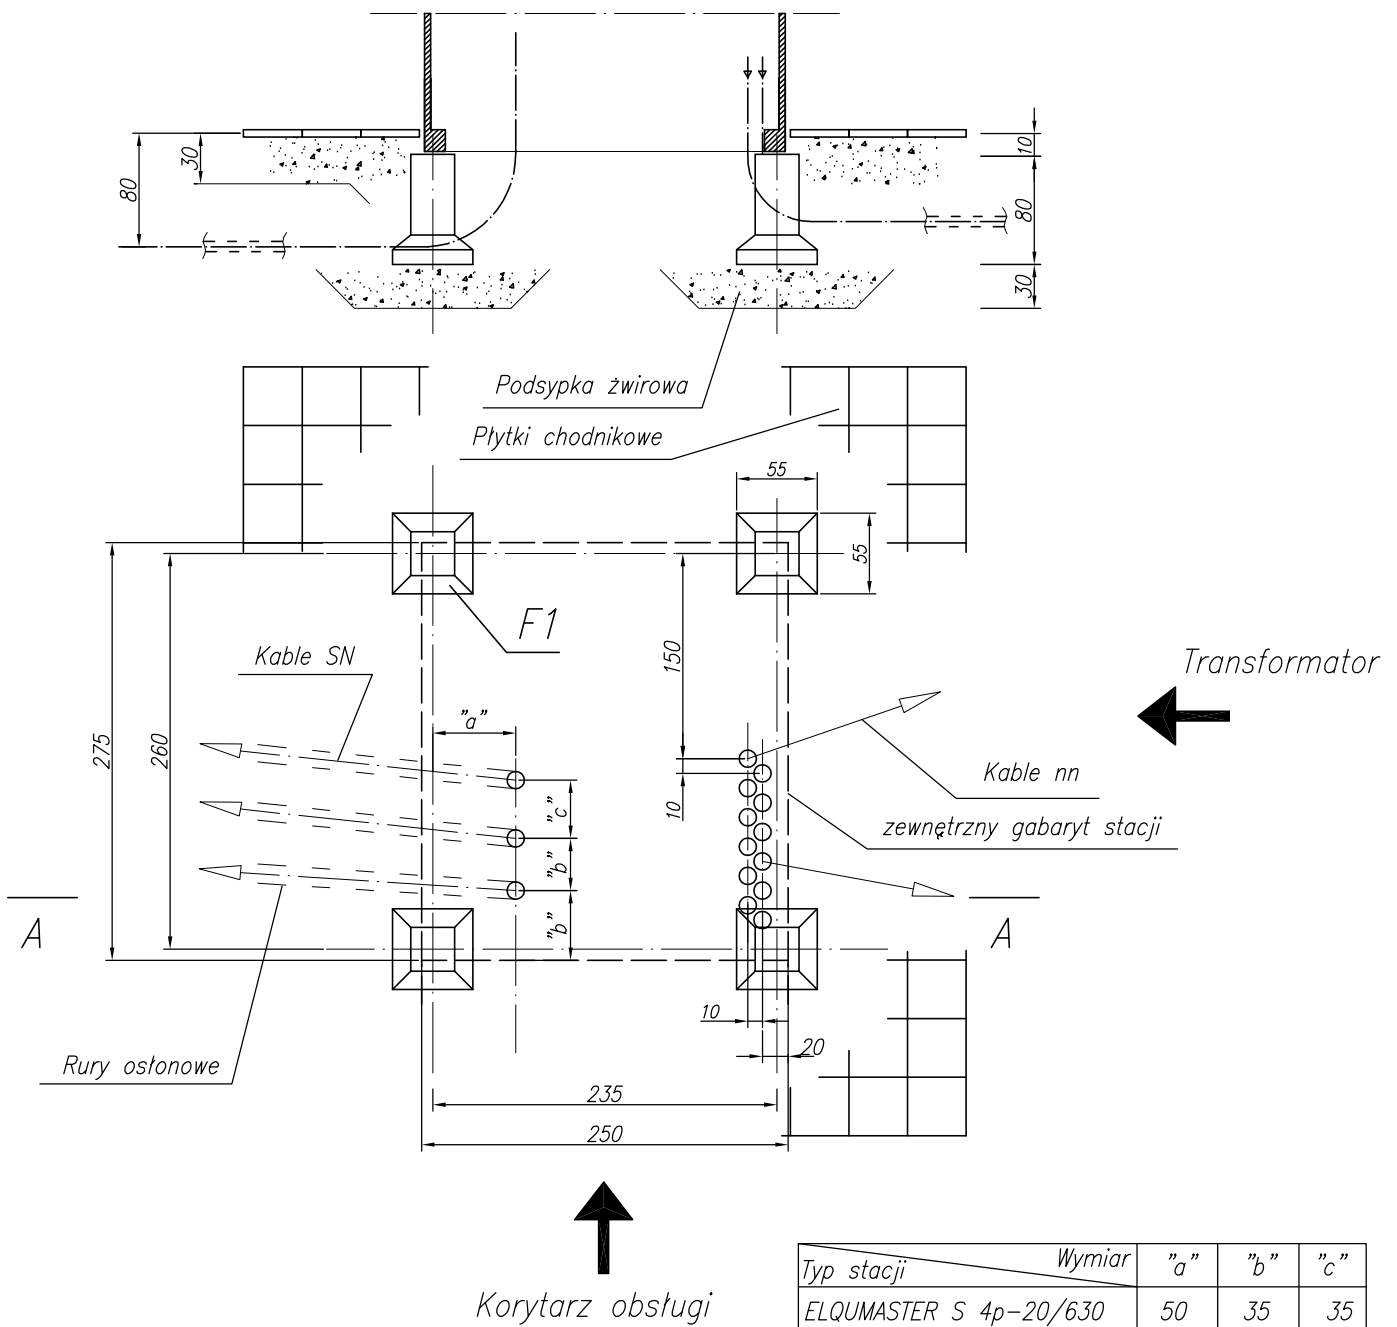 30
80
10
80
30
Podsypka żwirowa
Płytki chodnikowe
55
55
F1
Kable SN
150
Transformator
"a"
275
260
Kable nn
"c"
10
zewnętrzny gabaryt stacji
"b"
A
"b"
A
10
20
Rury osłonowe
235
250
Korytarz obsługi
Wymiar "a" "b" "c"
Typ stacji
ELQUMASTER S 4p-20/630 50 35 35